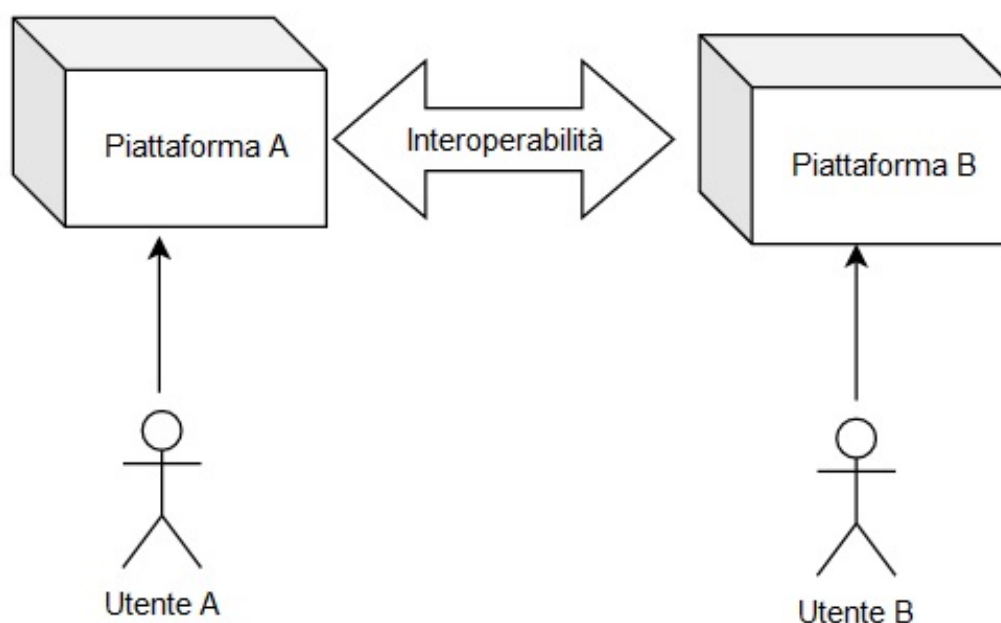 Piattaforma A
Interoperabilità
Piattaforma B
Utente A
Utente B